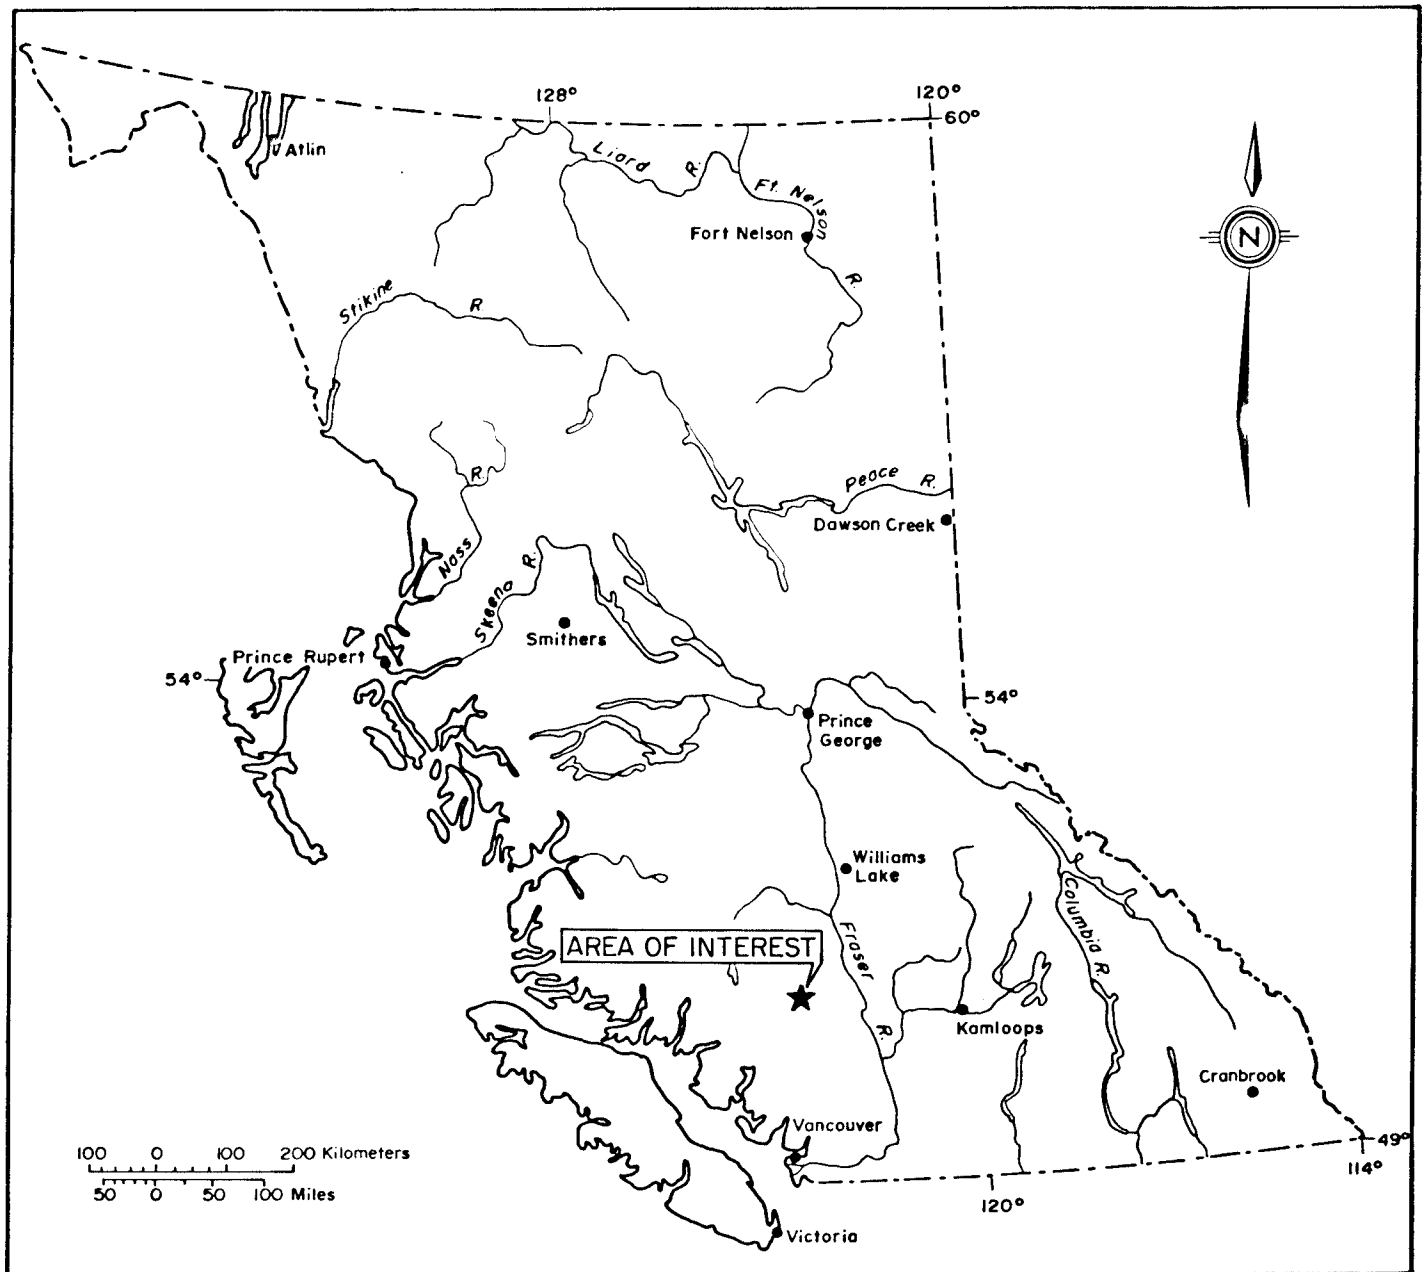 128°
120°
60°
Atlin
Liard R.
Ft. Nelson R.
Fort Nelson
N
Stikine R.
Peace R.
Dawson Creek
Nass R.
Skeena R.
Smithers
Prince Rupert
54°
54°
Prince
George
Williams
Lake
Columbia R.
Fraser R.
AREA OF INTEREST
Kamloops
Cranbrook
Vancouver
49°
114°
120°
100 0 100 200 Kilometers
50 0 50 100 Miles
Victoria